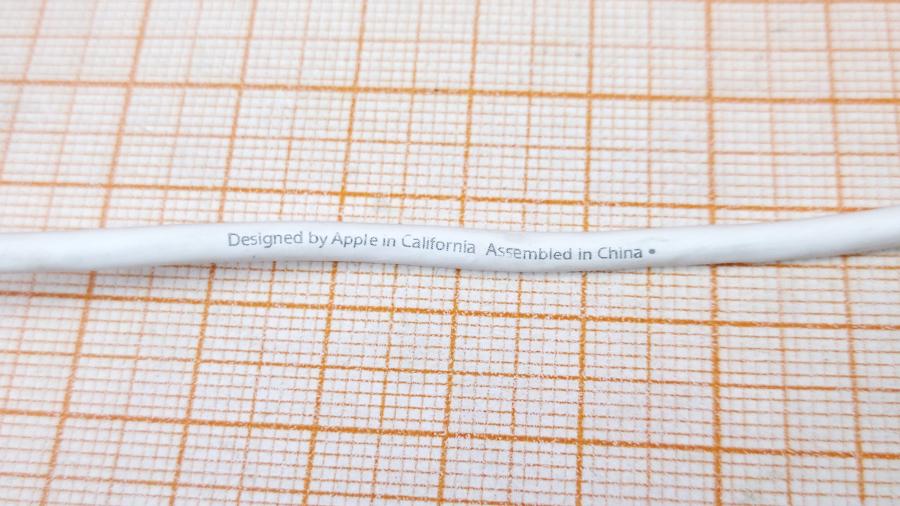 Designed by Apple in California Assembled in China •